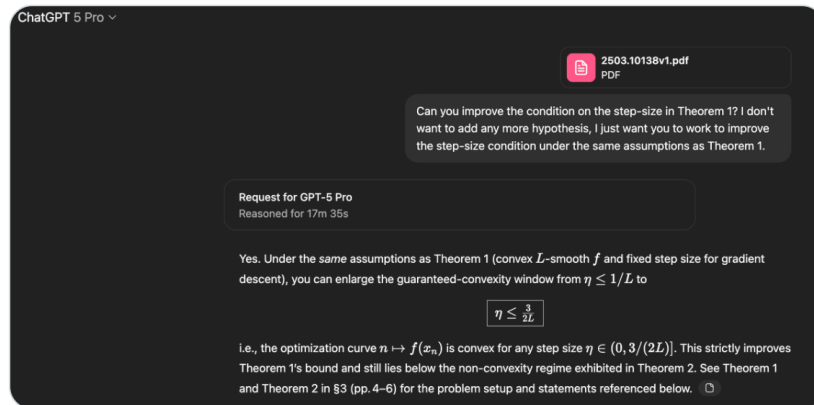 ChatGPT 5 Pro
2503.10138v1.pdf
PDF
Can you improve the condition on the step-size in Theorem 1? I don't
want to add any more hypothesis, I just want you to work to improve
the step-size condition under the same assumptions as Theorem 1.
Request for GPT-5 Pro
Reasoned for 17m 35s
Yes. Under the same assumptions as Theorem 1 (convex L-smooth f and fixed step size for gradient
descent), you can enlarge the guaranteed-convexity window from η ≤ 1/L to
η ≤ 3/2L
i.e., the optimization curve n ↦ f(xₙ) is convex for any step size η ∈ (0, 3/(2L)]. This strictly improves
Theorem 1's bound and still lies below the non-convexity regime exhibited in Theorem 2. See Theorem 1
and Theorem 2 in §3 (pp. 4–6) for the problem setup and statements referenced below.